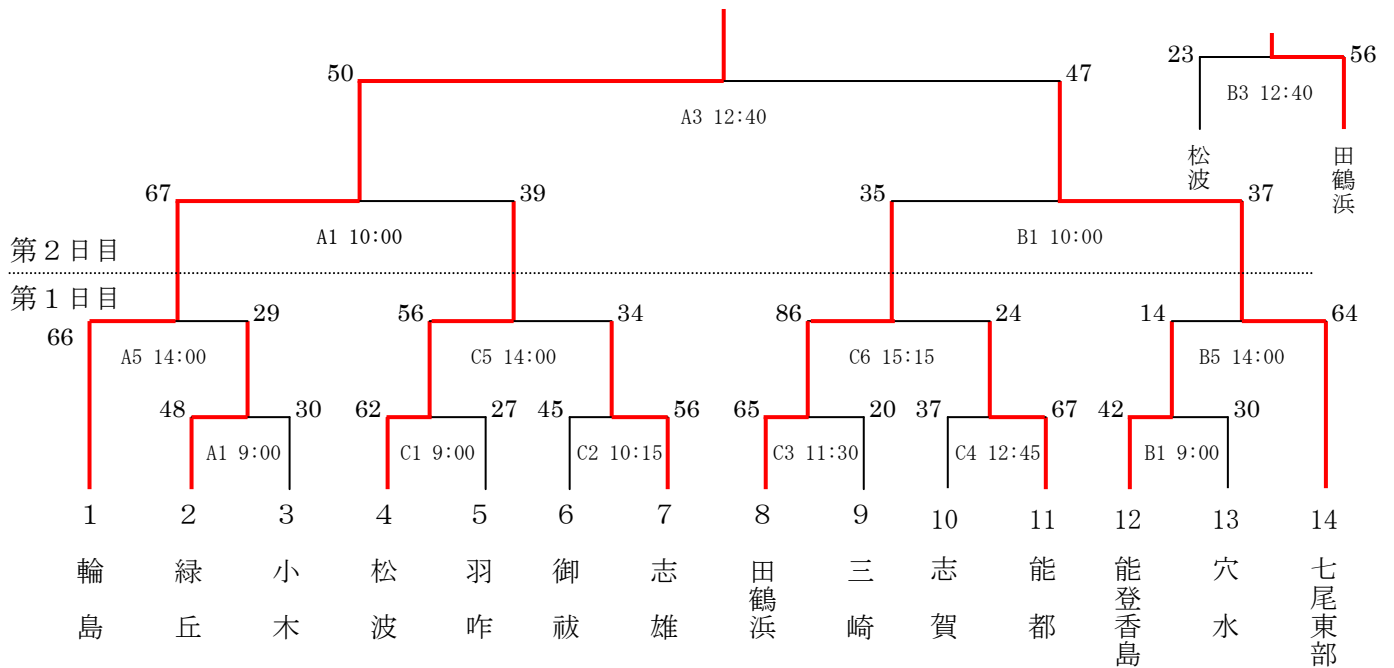 50
47
A3 12:40
23
56
B3 12:40
松波
田鶴浜
67
39
35
37
A1 10:00
B1 10:00
第2日目
第1日目
66
29
56
34
86
24
14
64
A5 14:00
C5 14:00
C6 15:15
B5 14:00
48
30
62
27
45
56
65
20
37
67
42
30
A1 9:00
C1 9:00
C2 10:15
C3 11:30
C4 12:45
B1 9:00
1 2 3 4 5 6 7 8 9 10 11 12 13 14
輪島
緑丘
小木
松波
羽咋
御祓
志雄
田鶴浜
三崎
志賀
能都
能登香島
穴水
七尾東部